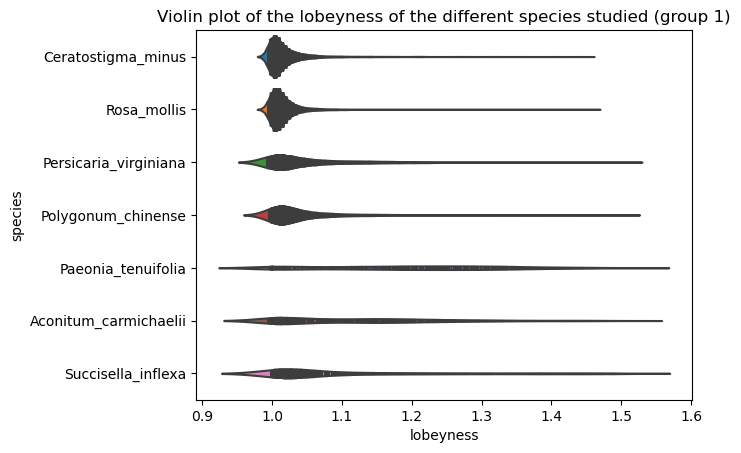 Violin plot of the lobeyness of the different species studied (group 1)
Ceratostigma_minus
Rosa_mollis
Persicaria_virginiana
Polygonum_chinense
Paeonia_tenuifolia
Aconitum_carmichaelii
Succisella_inflexa
species
0.9 1.0 1.1 1.2 1.3 1.4 1.5 1.6
lobeyness